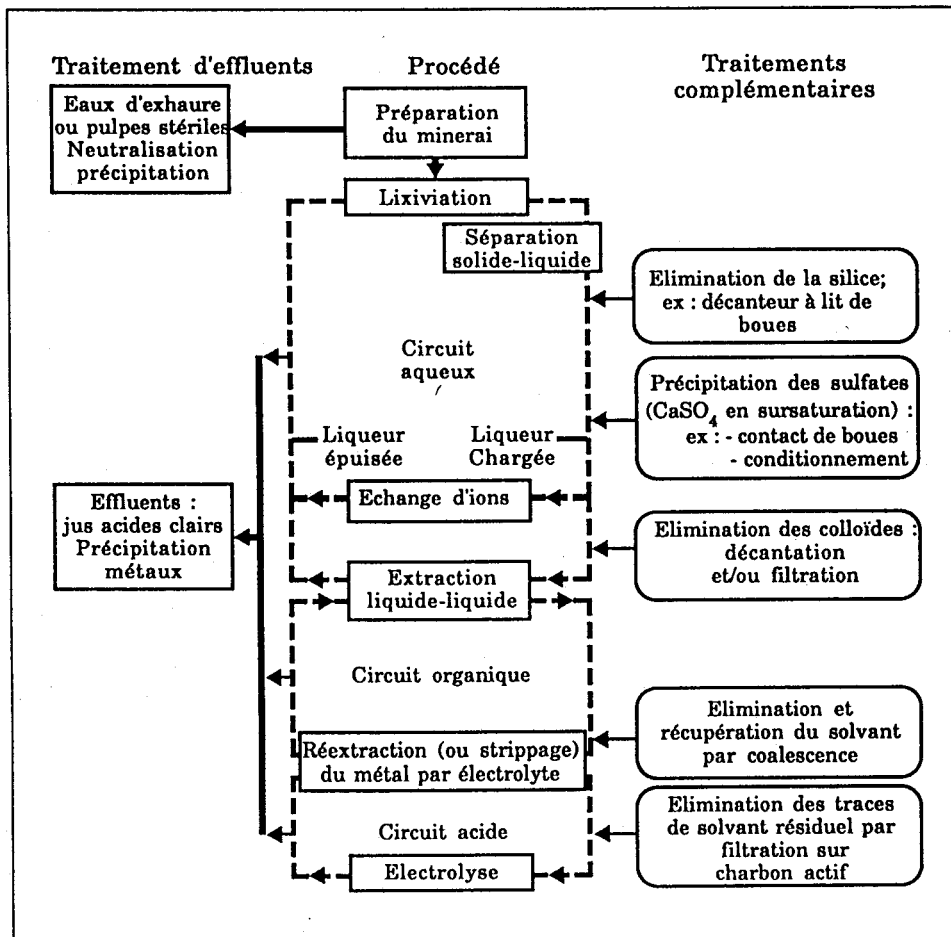 Traitement d'effluents
Procédé
Traitements
complémentaires
Eaux d'exhaure
ou pulpes stériles
Neutralisation
précipitation
Préparation
du minerai
Lixiviation
Séparation
solide-liquide
Elimination de la silice;
ex : décanteur à lit de
boues
Circuit
aqueux
Précipitation des sulfates
(CaSO4 en sursaturation) :
ex : - contact de boues
- conditionnement
Liqueur
épuisée
Liqueur
Chargée
Effluents :
jus acides clairs
Précipitation
métaux
Echange d'ions
Elimination des colloïdes :
décantation
et/ou filtration
Extraction
liquide-liquide
Circuit organique
Elimination et
récupération du solvant
par coalescence
Réextraction (ou strippage)
du métal par électrolyte
Circuit acide
Elimination des traces
de solvant résiduel par
filtration sur
charbon actif
Electrolyse